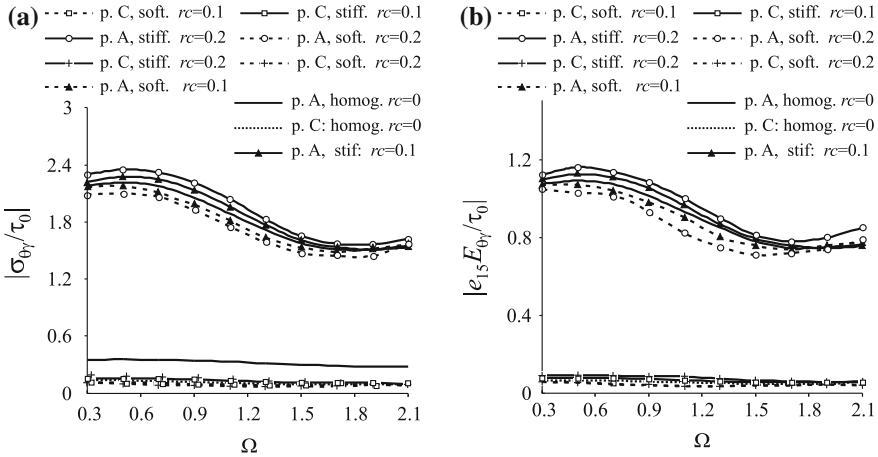 (a)
p. C, soft. rc=0.1 p. C, stiff. rc=0.1
p. A, stiff. rc=0.2 p. A, soft. rc=0.2
p. C, stiff. rc=0.2 p. C, soft. rc=0.2
p. A, soft. rc=0.1
p. A, homog. rc=0
p. C: homog. rc=0
p. A, stif: rc=0.1
|σθγ/τ0|
3
2.4
1.8
1.2
0.6
0
0.3 0.6 0.9 1.2 1.5 1.8 2.1
Ω
(b)
p. C, soft. rc=0.1 p. C, stiff. rc=0.1
p. A, stiff. rc=0.2 p. A, soft. rc=0.2
p. C, stiff. rc=0.2 p. C, soft. rc=0.2
p. A, soft. rc=0.1
p. A, homog. rc=0
p. C: homog. rc=0
p. A, stif: rc=0.1
|e15Eθγ/τ0|
1.2
0.8
0.4
0
0.3 0.6 0.9 1.2 1.5 1.8 2.1
Ω